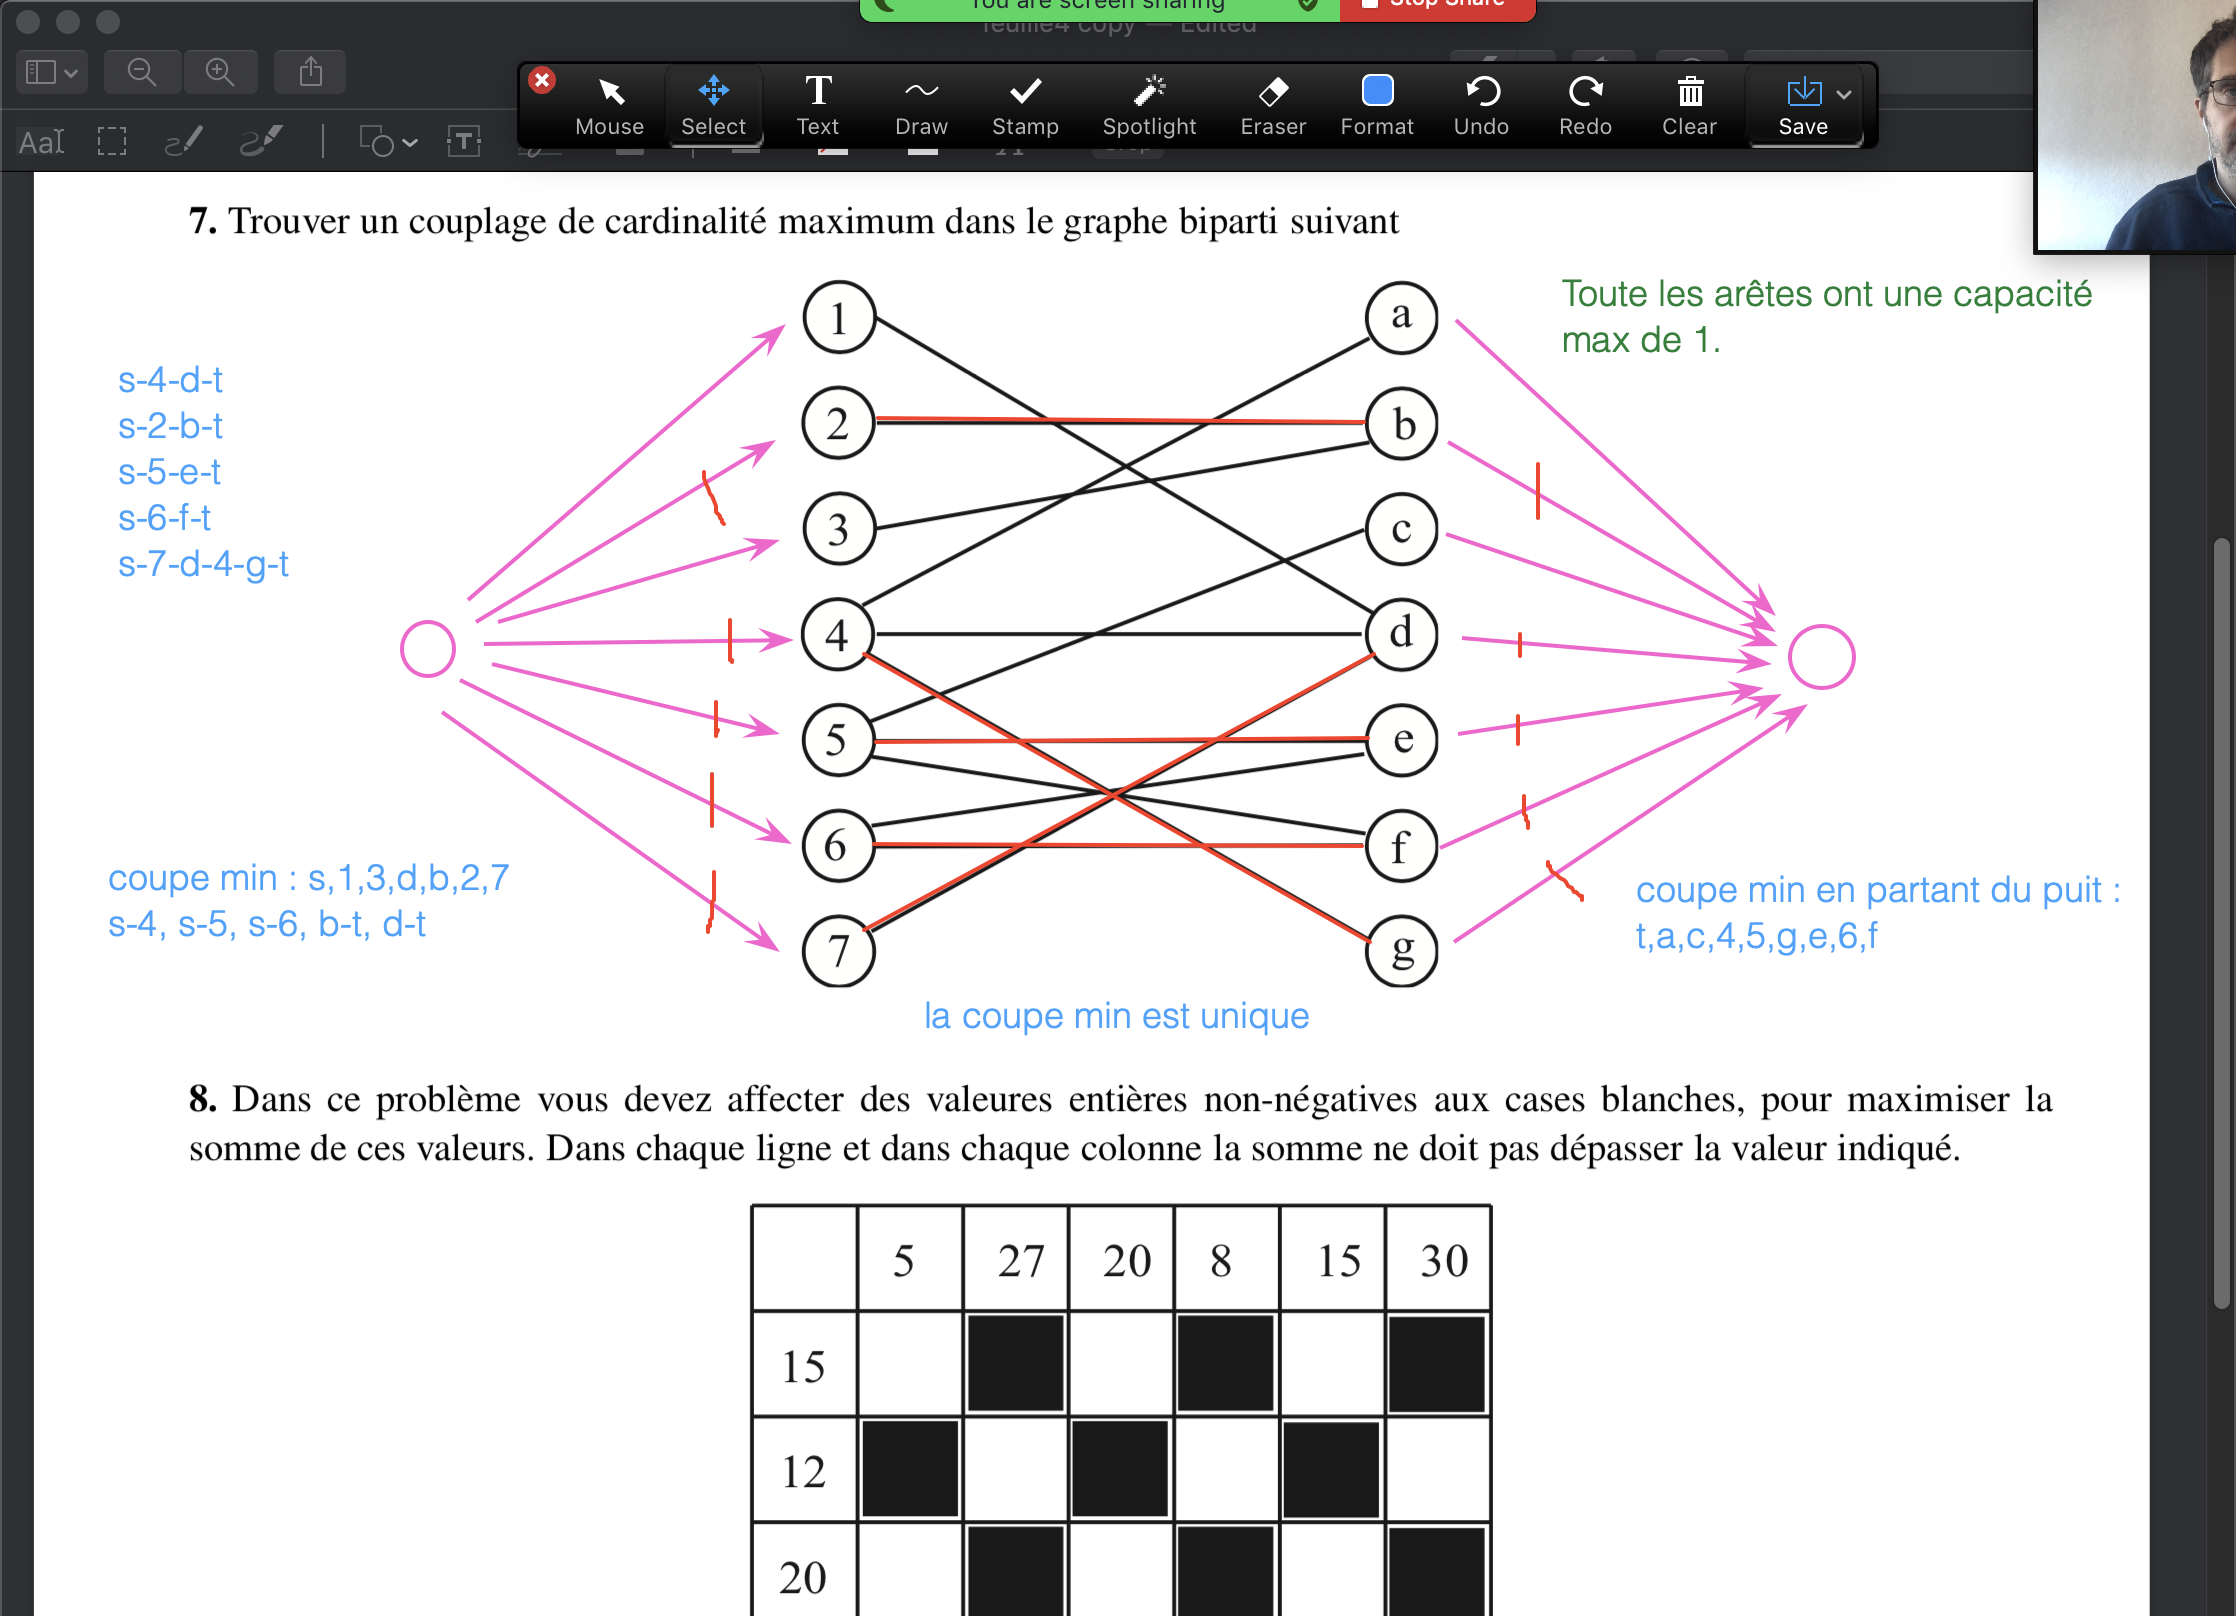 You are screen sharing
Stop Share
feuille4 copy — Edited
Mouse Select Text Draw Stamp Spotlight Eraser Format Undo Redo Clear Save
7. Trouver un couplage de cardinalité maximum dans le graphe biparti suivant
Toute les arêtes ont une capacité
max de 1.
s-4-d-t
s-2-b-t
s-5-e-t
s-6-f-t
s-7-d-4-g-t
1 a
2 b
3 c
4 d
5 e
6 f
7 g
coupe min : s,1,3,d,b,2,7
s-4, s-5, s-6, b-t, d-t
coupe min en partant du puit :
t,a,c,4,5,g,e,6,f
la coupe min est unique
8. Dans ce problème vous devez affecter des valeures entières non-négatives aux cases blanches, pour maximiser la
somme de ces valeurs. Dans chaque ligne et dans chaque colonne la somme ne doit pas dépasser la valeur indiqué.
5 27 20 8 15 30
15
12
20